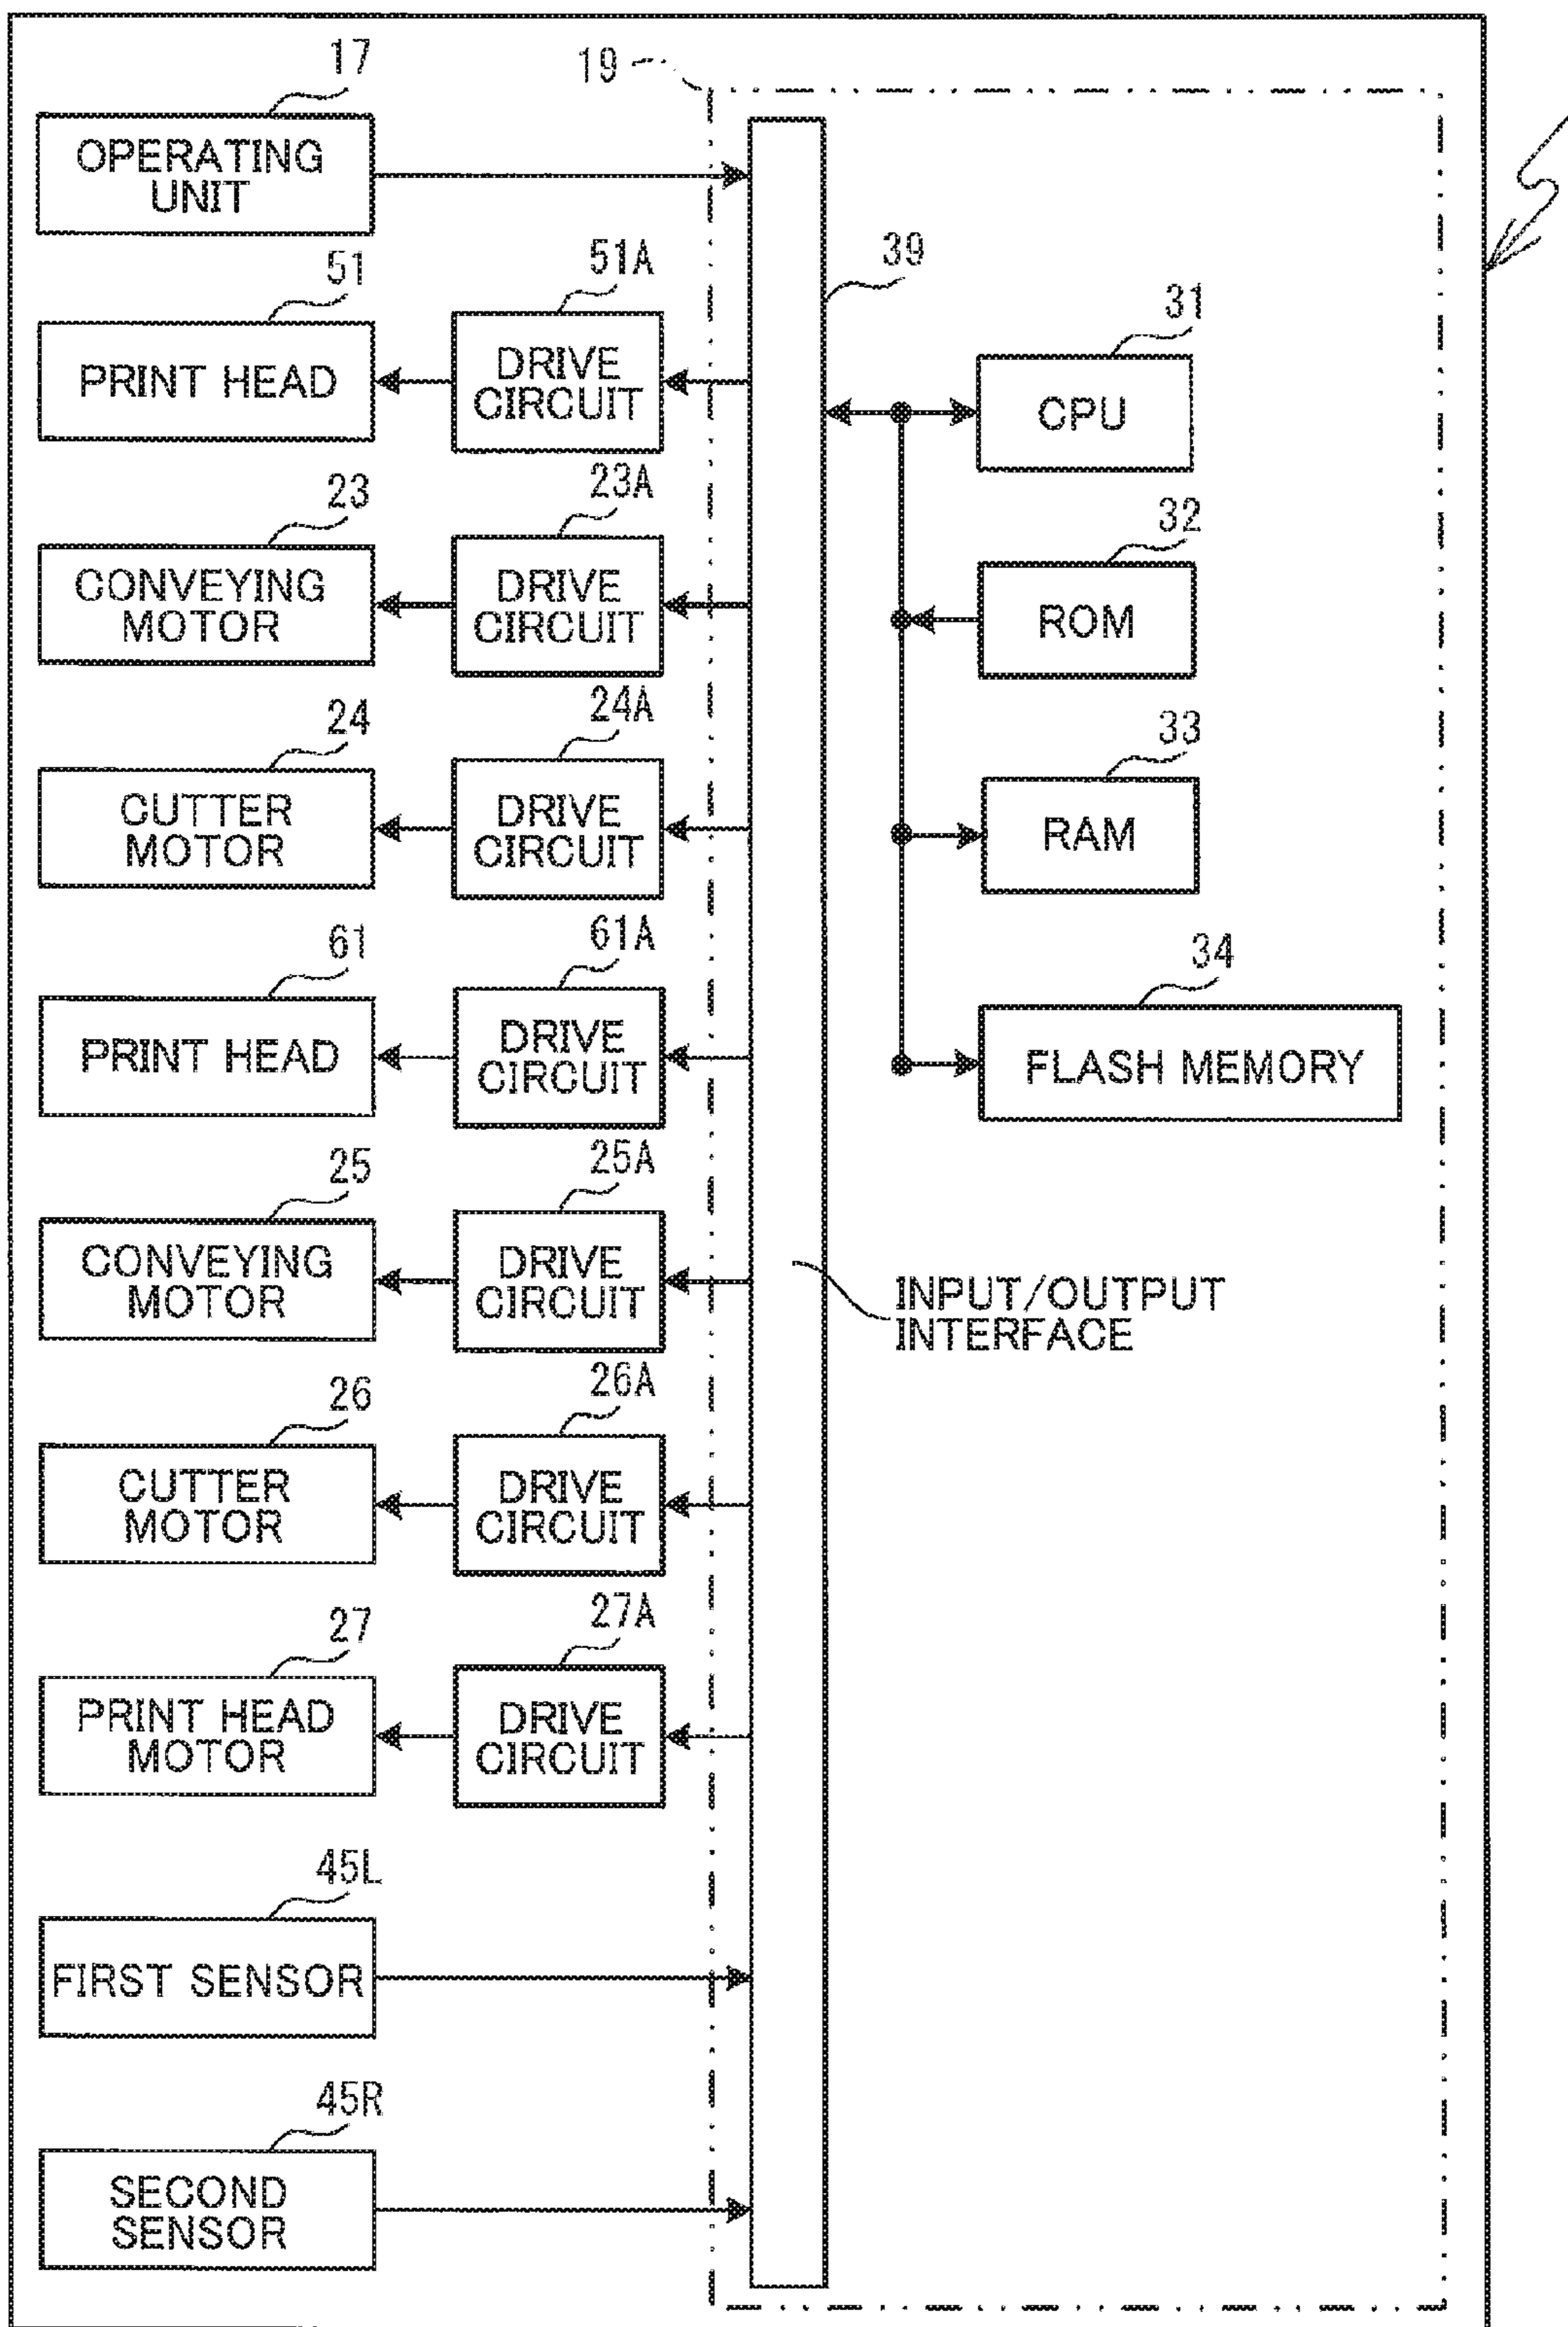 17
OPERATING
UNIT
19
39
51
PRINT HEAD
51A
DRIVE
CIRCUIT
31
CPU
23
CONVEYING
MOTOR
23A
DRIVE
CIRCUIT
32
ROM
24
CUTTER
MOTOR
24A
DRIVE
CIRCUIT
33
RAM
61
PRINT HEAD
61A
DRIVE
CIRCUIT
34
FLASH MEMORY
25
CONVEYING
MOTOR
25A
DRIVE
CIRCUIT
INPUT/OUTPUT
INTERFACE
26
CUTTER
MOTOR
26A
DRIVE
CIRCUIT
27
PRINT HEAD
MOTOR
27A
DRIVE
CIRCUIT
45L
FIRST SENSOR
45R
SECOND
SENSOR